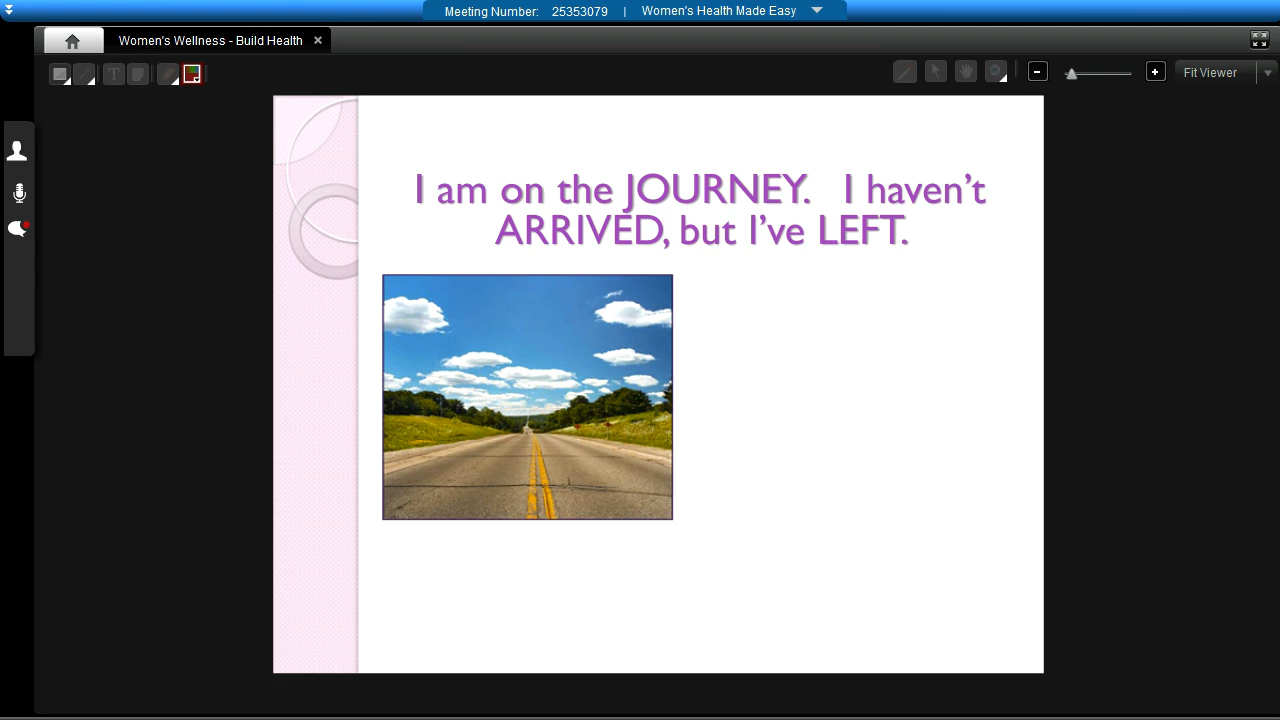 Meeting Number: 25353079 | Women's Health Made Easy
Women's Wellness - Build Health
T
Fit Viewer
I am on the JOURNEY. I haven't
ARRIVED, but I've LEFT.